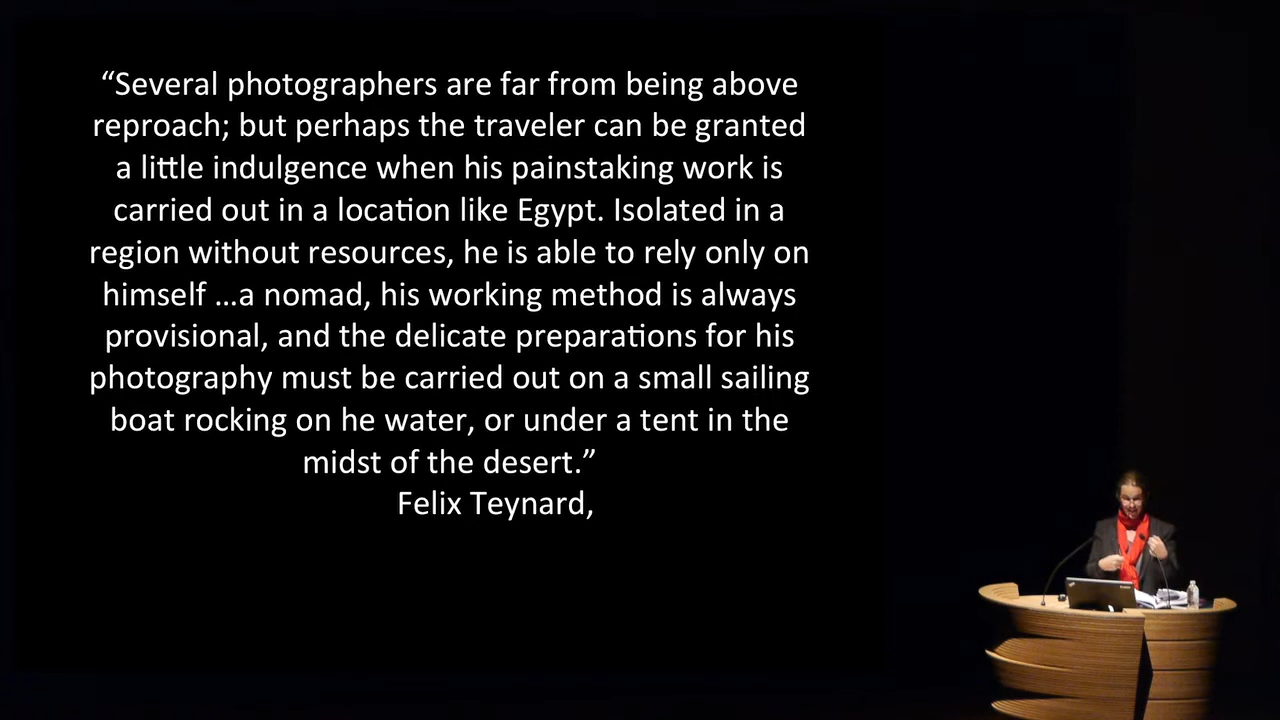 “Several photographers are far from being above
reproach; but perhaps the traveler can be granted
a little indulgence when his painstaking work is
carried out in a location like Egypt. Isolated in a
region without resources, he is able to rely only on
himself …a nomad, his working method is always
provisional, and the delicate preparations for his
photography must be carried out on a small sailing
boat rocking on he water, or under a tent in the
midst of the desert.”
Felix Teynard,